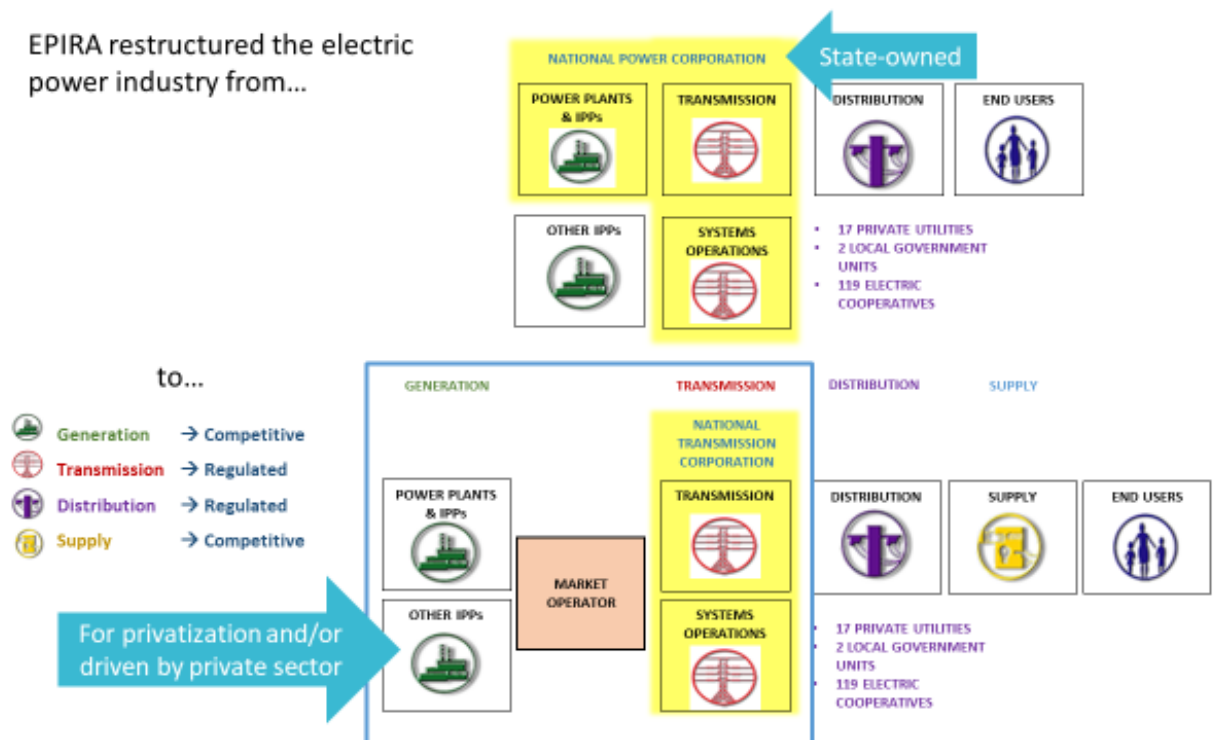 EPIRA restructured the electric
power industry from...
NATIONAL POWER CORPORATION
State-owned
POWER PLANTS
& IPPs
TRANSMISSION
DISTRIBUTION
END USERS
OTHER IPPs
SYSTEMS
OPERATIONS
• 17 PRIVATE UTILITIES
• 2 LOCAL GOVERNMENT
UNITS
• 119 ELECTRIC
COOPERATIVES
to...
Generation → Competitive
Transmission → Regulated
Distribution → Regulated
Supply → Competitive
For privatization and/or
driven by private sector
GENERATION
TRANSMISSION
DISTRIBUTION
SUPPLY
NATIONAL
TRANSMISSION
CORPORATION
POWER PLANTS
& IPPs
MARKET
OPERATOR
TRANSMISSION
DISTRIBUTION
SUPPLY
END USERS
OTHER IPPs
SYSTEMS
OPERATIONS
• 17 PRIVATE UTILITIES
• 2 LOCAL GOVERNMENT
UNITS
• 119 ELECTRIC
COOPERATIVES